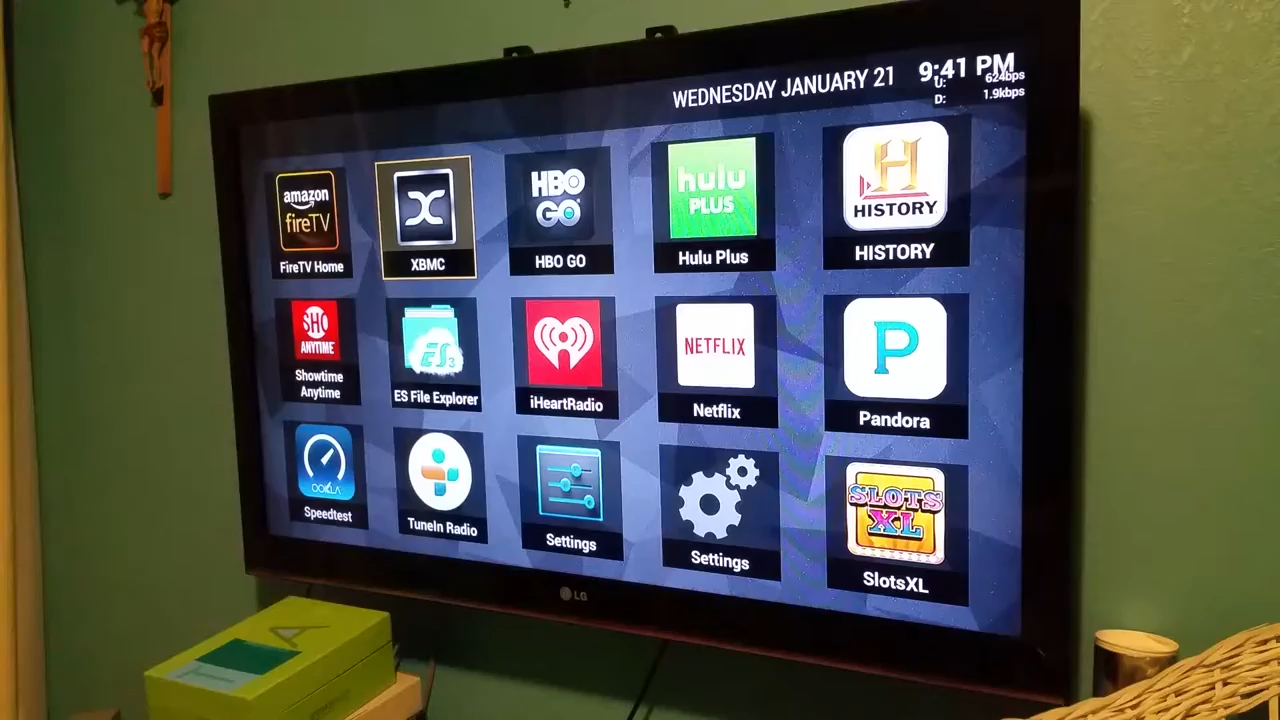 WEDNESDAY JANUARY 21
9:41 PM
U: 624bps
D: 1.9kbps
amazon
fireTV
FireTV Home
XBMC
HBO
GO
HBO GO
hulu
PLUS
Hulu Plus
HISTORY
HISTORY
SHO
ANYTIME
Showtime
Anytime
ES
3
ES File Explorer
iHeartRadio
NETFLIX
Netflix
P
Pandora
OOKLA
Speedtest
TuneIn Radio
Settings
Settings
SLOTS
XL
SlotsXL
LG